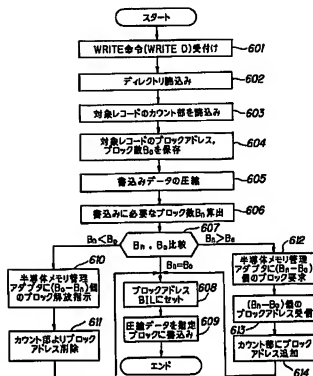 スタート
WRITE命令(WRITE D)受付け
601
ディレクトリ読込み
602
対象レコードのカウント部を読込み
603
対象レコードのブロックアドレス,
ブロック数Boを保存
604
書込みデータの圧縮
605
書込みに必要なブロック数Bn算出
606
607
Bn , Bo 比較
Bn<Bo
Bn>Bo
Bn=Bo
610
半導体メモリ管理
アダプタに(Bo−Bn)個
のブロック解放指示
611
カウント部よりブロック
アドレス削除
ブロックアドレス
BILにセット
608
圧縮データを指定
ブロックに書込み
609
エンド
612
半導体メモリ管理
アダプタに(Bn−Bo)
個のブロック要求
(Bn−Bo)個のブロック
アドレス受信
613
カウント部にブロック
アドレス追加
614